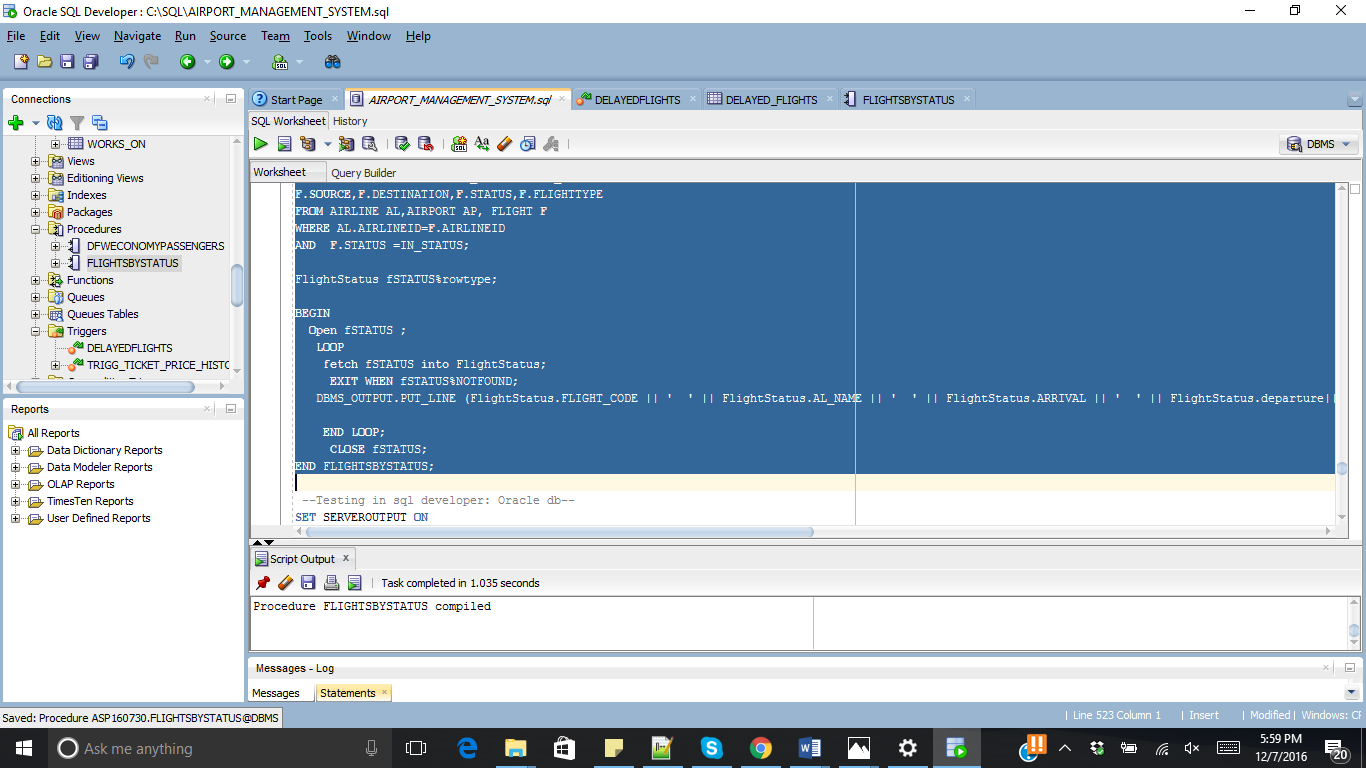 Oracle SQL Developer : C:\SQL\AIRPORT_MANAGEMENT_SYSTEM.sql
File Edit View Navigate Run Source Team Tools Window Help
Connections
WORKS_ON
Views
Editioning Views
Indexes
Packages
Procedures
DFWECONOMYPASSENGERS
FLIGHTSBYSTATUS
Functions
Queues
Queues Tables
Triggers
DELAYEDFLIGHTS
TRIGG_TICKET_PRICE_HISTO
Reports
All Reports
Data Dictionary Reports
Data Modeler Reports
OLAP Reports
TimesTen Reports
User Defined Reports
Start Page AIRPORT_MANAGEMENT_SYSTEM.sql DELAYEDFLIGHTS DELAYED_FLIGHTS FLIGHTSBYSTATUS
SQL Worksheet History
DBMS
Worksheet Query Builder
F.SOURCE,F.DESTINATION,F.STATUS,F.FLIGHTTYPE
FROM AIRLINE AL,AIRPORT AP, FLIGHT F
WHERE AL.AIRLINEID=F.AIRLINEID
AND  F.STATUS =IN_STATUS;
FlightStatus fSTATUS%rowtype;
BEGIN
Open fSTATUS ;
LOOP
fetch fSTATUS into FlightStatus;
EXIT WHEN fSTATUS%NOTFOUND;
DBMS_OUTPUT.PUT_LINE (FlightStatus.FLIGHT_CODE || '  ' || FlightStatus.AL_NAME || '  ' || FlightStatus.ARRIVAL || '  ' || FlightStatus.departure||
END LOOP;
CLOSE fSTATUS;
END FLIGHTSBYSTATUS;
--Testing in sql developer: Oracle db--
SET SERVEROUTPUT ON
Script Output
Task completed in 1.035 seconds
Procedure FLIGHTSBYSTATUS compiled
Messages - Log
Messages Statements
Saved: Procedure ASP160730.FLIGHTSBYSTATUS@DBMS
Line 523 Column 1 | Insert | Modified | Windows:
Ask me anything
5:59 PM
12/7/2016
20